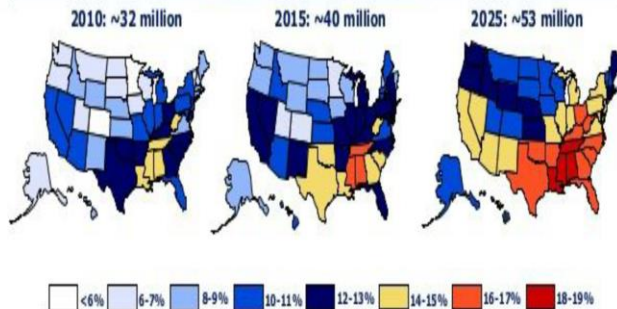 2010: ~32 million 2015: ~40 million 2025: ~53 million
<6% 6-7% 8-9% 10-11% 12-13% 14-15% 16-17% 18-19%